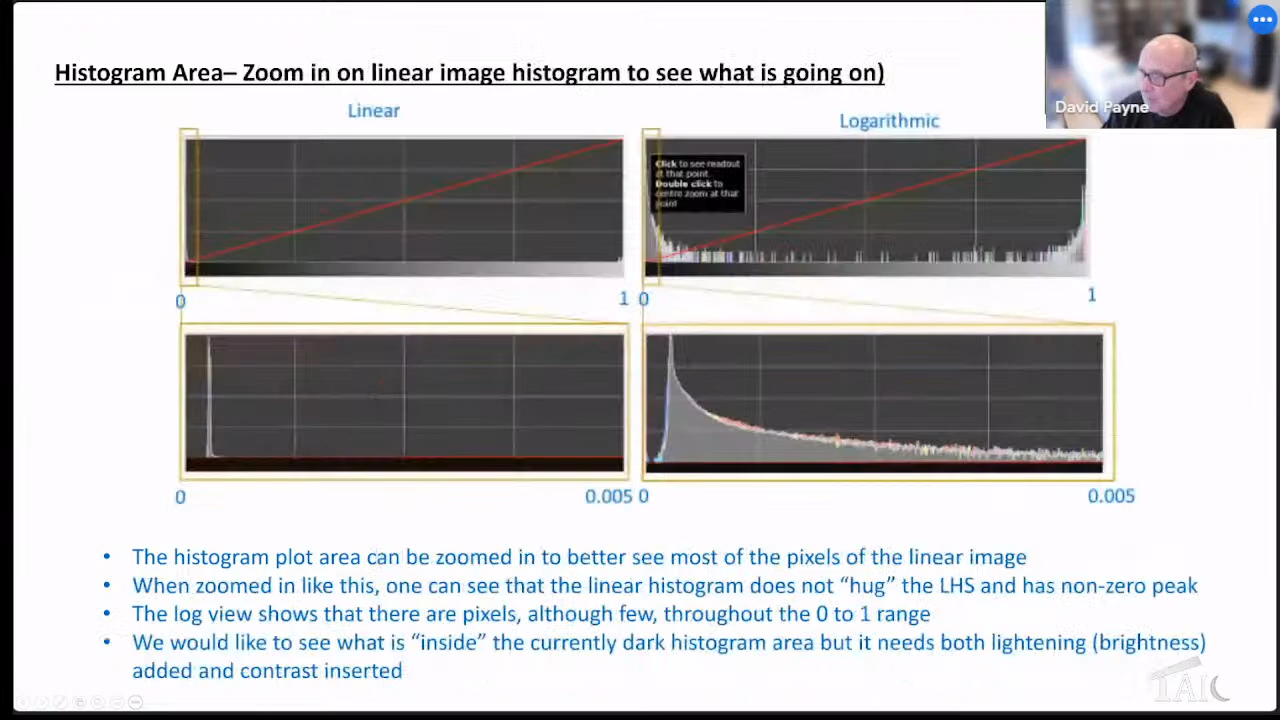 Histogram Area– Zoom in on linear image histogram to see what is going on)
David Payne
Linear
Logarithmic
Click to see readout
at that point.
Double click to
centre zoom at that
point
0
1
0
1
0
0.005
0
0.005
• The histogram plot area can be zoomed in to better see most of the pixels of the linear image
• When zoomed in like this, one can see that the linear histogram does not “hug” the LHS and has non-zero peak
• The log view shows that there are pixels, although few, throughout the 0 to 1 range
• We would like to see what is “inside” the currently dark histogram area but it needs both lightening (brightness)
added and contrast inserted
TAIC